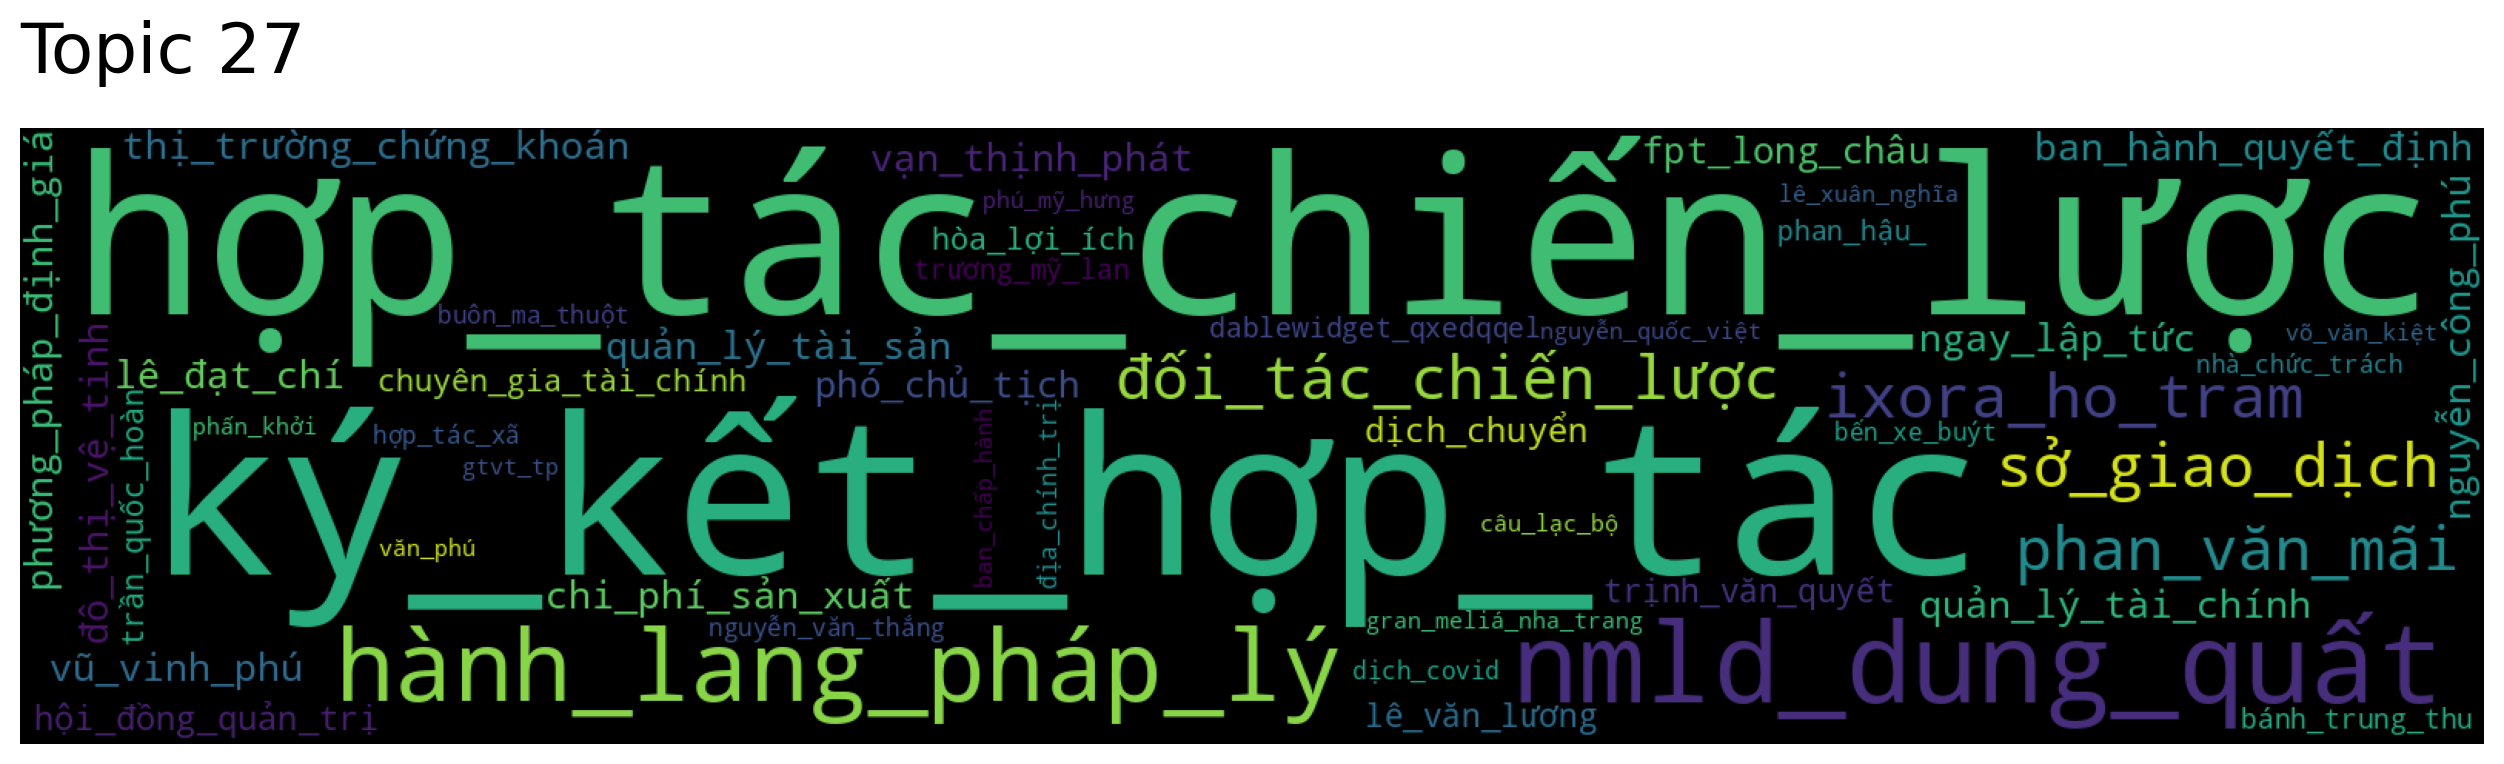 Topic 27
phương_pháp_định_giá
thị_trường_chứng_khoán
vạn_thịnh_phát
fpt_long_châu
ban_hành_quyết_định
hợp_tác_chiến_lược
phú_mỹ_hưng
lê_xuân_nghĩa
hòa_lợi_ích
phan_hậu_
trương_mỹ_lan
nguyễn_công_phú
buôn_ma_thuột
dablewidget_qxedqqel
nguyễn_quốc_việt
quản_lý_tài_sản
ngay_lập_tức
võ_văn_kiệt
nhà_chức_trách
đô_thị_vệ_tinh
lê_đạt_chí
chuyên_gia_tài_chính
phó_chủ_tịch
đối_tác_chiến_lược
ixora_ho_tram
trần_quốc_hoàn
phấn_khởi
hợp_tác_xã
dịch_chuyển
bến_xe_buýt
gtvt_tp
ký_kết_hợp_tác
ban_chấp_hành
địa_chính_trị
sở_giao_dịch
câu_lạc_bộ
văn_phú
phan_văn_mãi
chi_phí_sản_xuất
trịnh_văn_quyết
quản_lý_tài_chính
nguyễn_văn_thắng
gran_meliá_nha_trang
vũ_vinh_phú
hành_lang_pháp_lý
dịch_covid
nmld_dung_quất
hội_đồng_quản_trị
lê_văn_lương
bánh_trung_thu